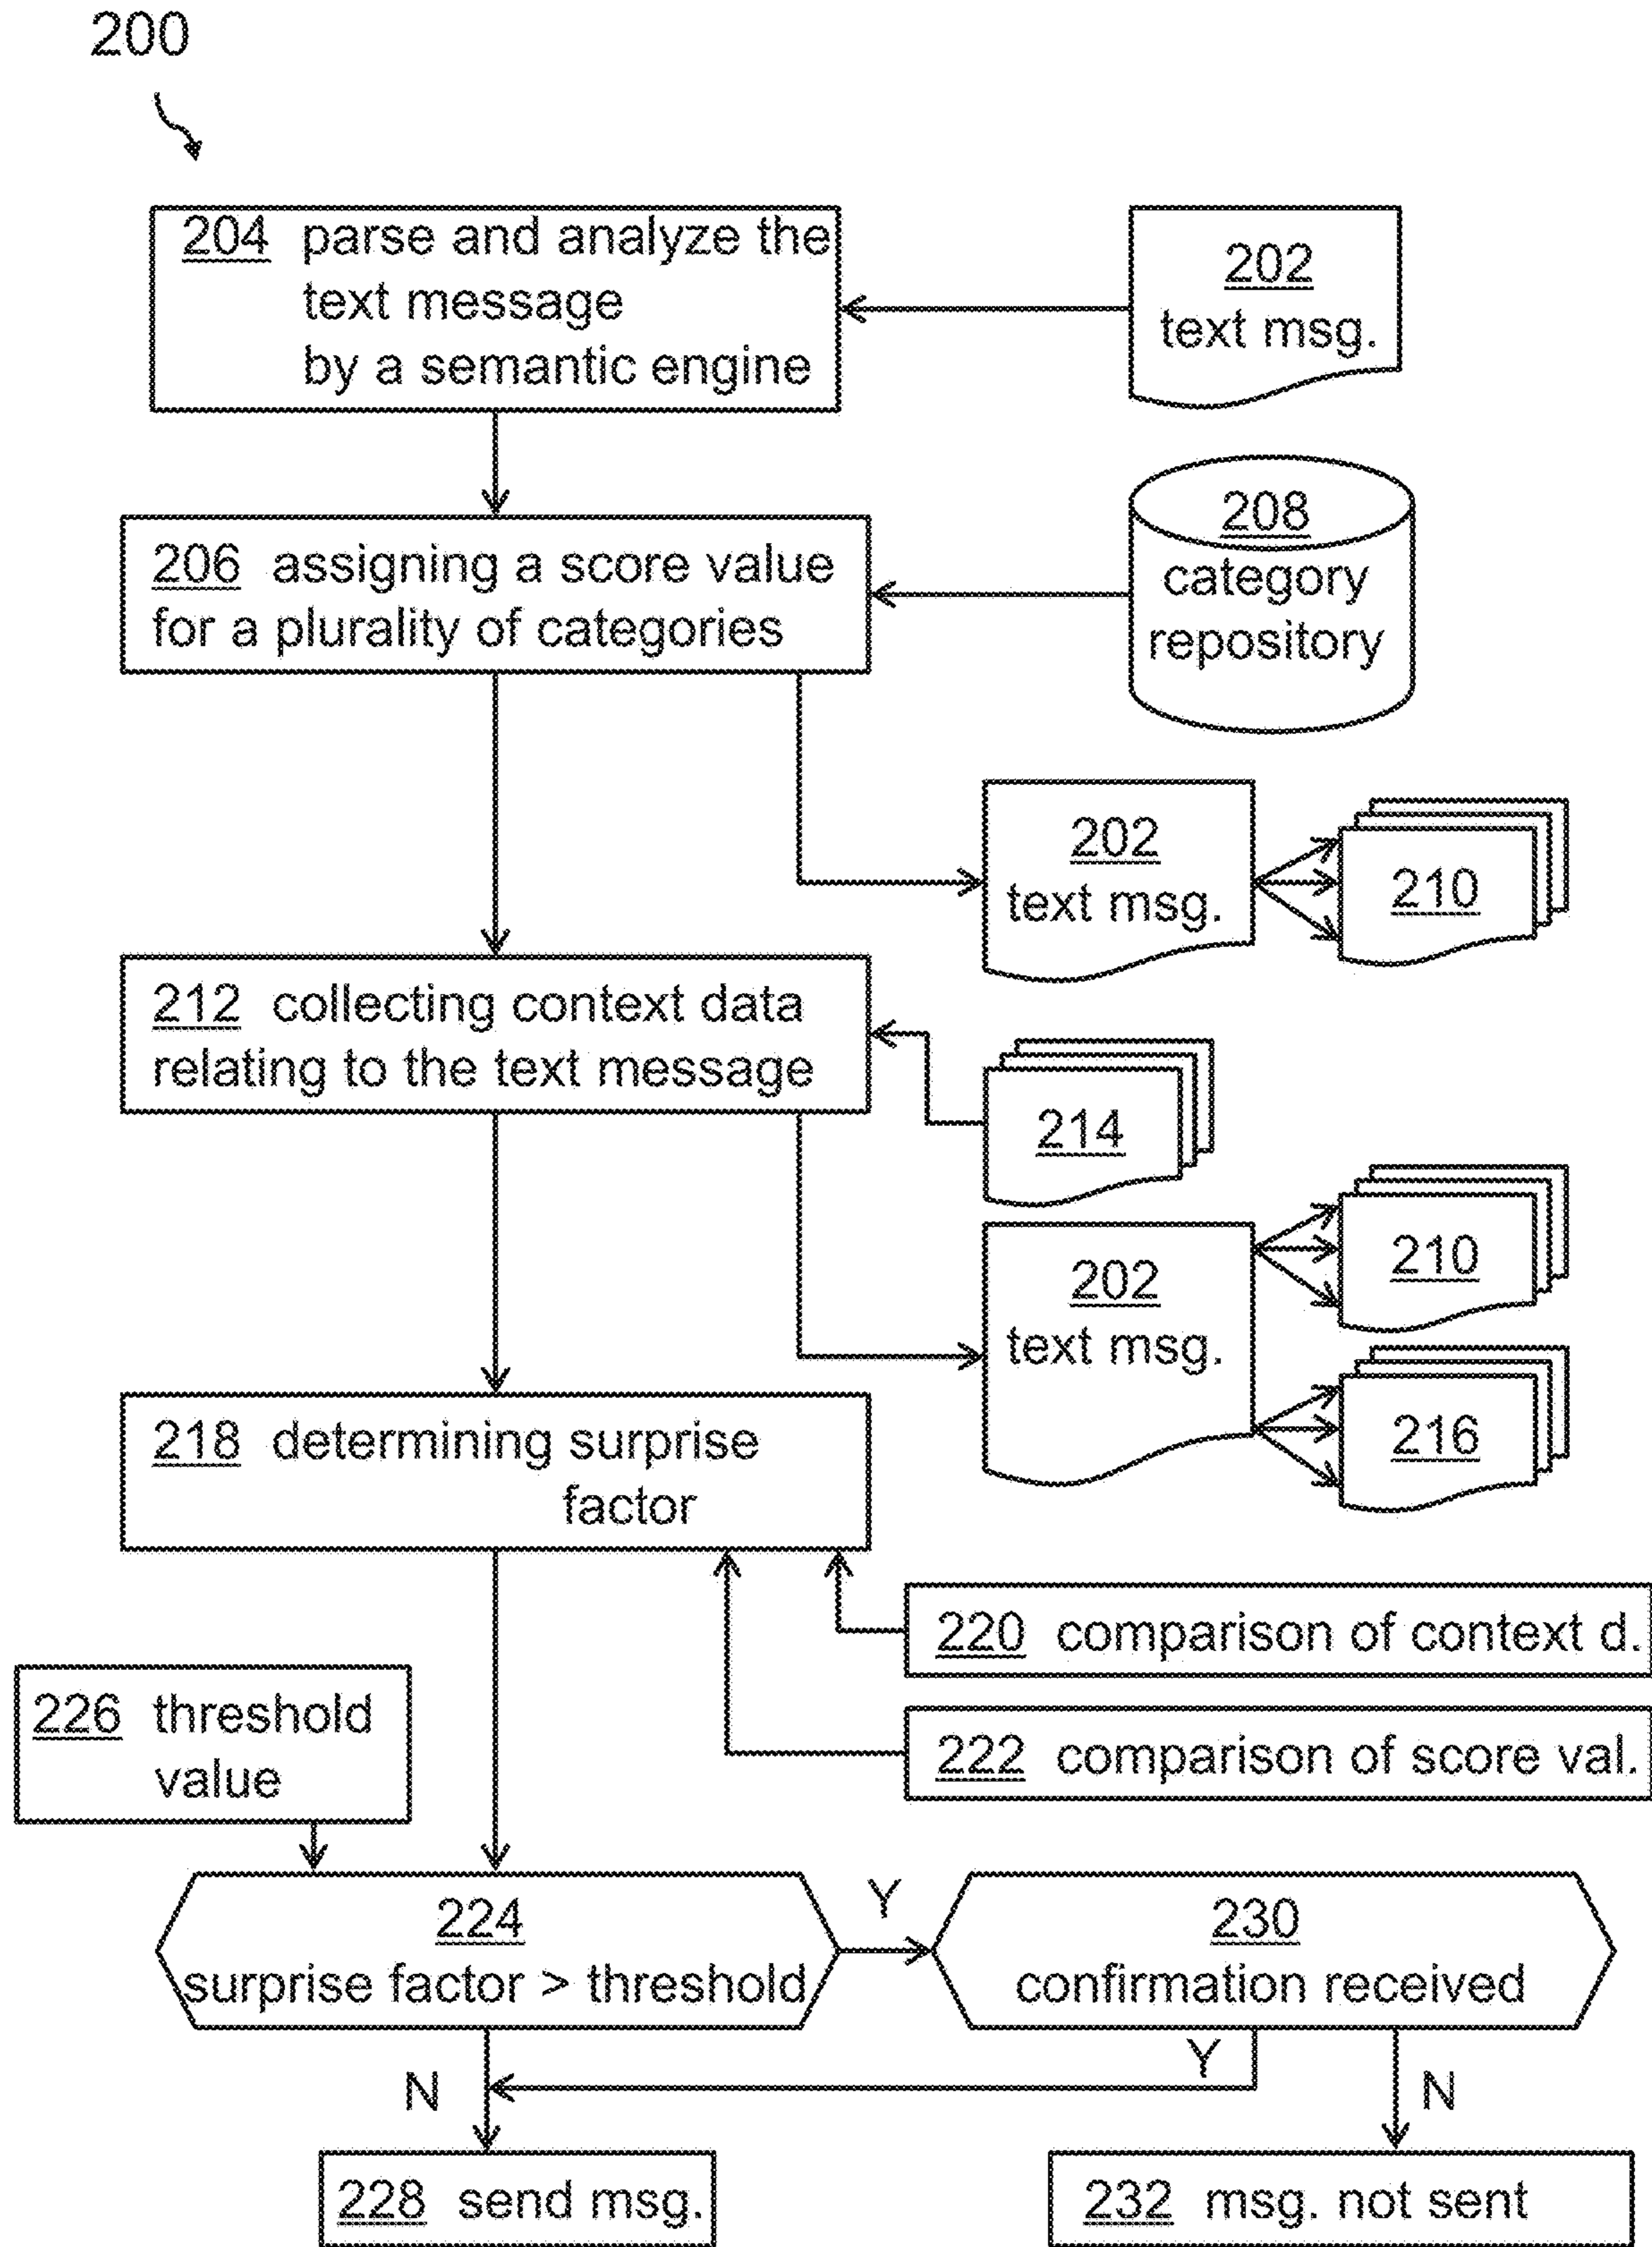 200
204 parse and analyze the
text message
by a semantic engine
202
text msg.
206 assigning a score value
for a plurality of categories
208
category
repository
202
text msg.
210
212 collecting context data
relating to the text message
214
202
text msg.
210
216
218 determining surprise
factor
220 comparison of context d.
222 comparison of score val.
226 threshold
value
224
surprise factor > threshold
Y
230
confirmation received
N
Y
N
228 send msg.
232 msg. not sent